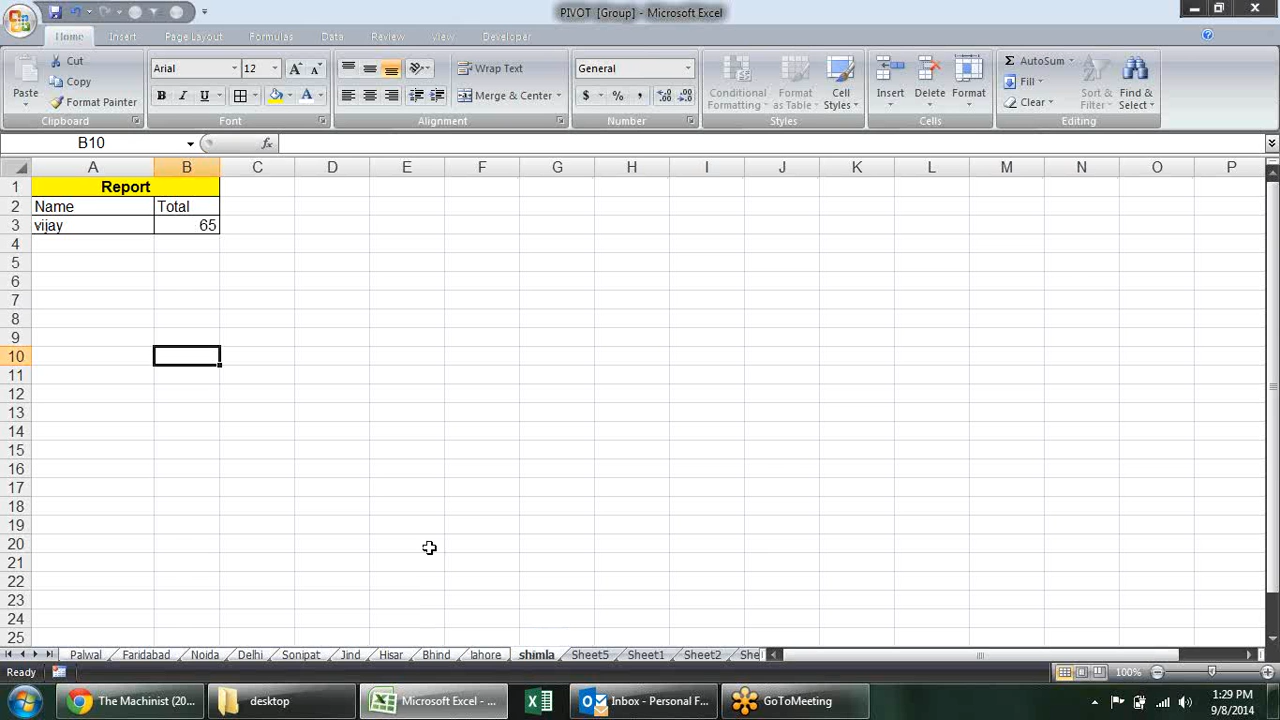 PIVOT [Group] - Microsoft Excel
Home Insert Page Layout Formulas Data Review View Developer
Paste Cut Copy Format Painter
Arial 12
B I U A
Wrap Text
Merge & Center
General
$ % ,
Conditional Formatting Format as Table Cell Styles
Insert Delete Format
Σ AutoSum Fill Clear
Sort & Filter Find & Select
Clipboard Font Alignment Number Styles Cells Editing
B10 fx
A B C D E F G H I J K L M N O P
1 Report
2 Name Total
3 vijay 65
4
5
6
7
8
9
10
11
12
13
14
15
16
17
18
19
20
21
22
23
24
25
Palwal Faridabad Noida Delhi Sonipat Jind Hisar Bhind lahore shimla Sheet5 Sheet1 Sheet2 She
Ready 100%
The Machinist (20... desktop Microsoft Excel - ... Inbox - Personal F... GoToMeeting
1:29 PM
9/8/2014